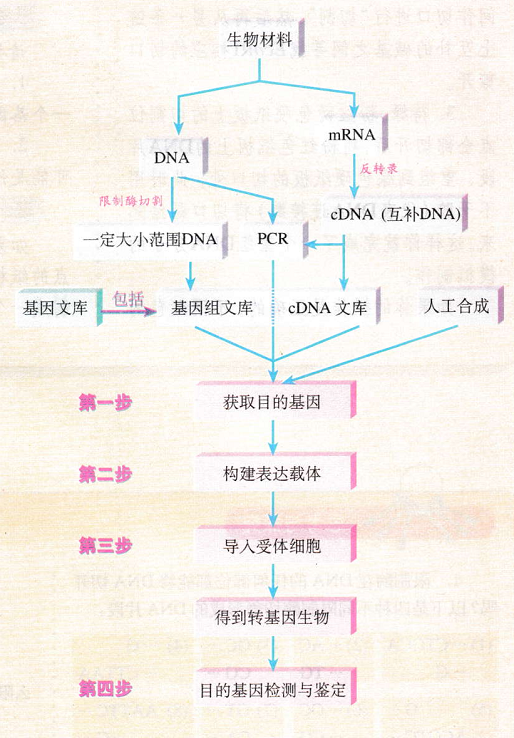 生物材料
DNA
mRNA
限制酶切割
反转录
cDNA (互补DNA)
一定大小范围DNA
PCR
基因文库
包括
基因组文库
cDNA 文库
人工合成
第一步
获取目的基因
第二步
构建表达载体
第三步
导入受体细胞
得到转基因生物
第四步
目的基因检测与鉴定